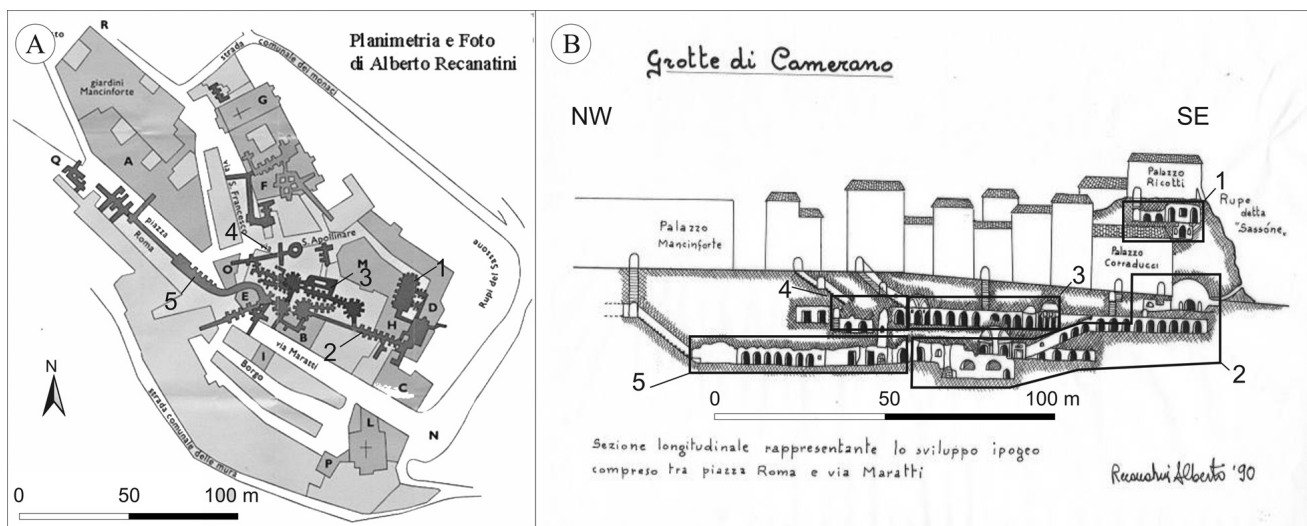 A
R
Planimetria e Foto
di Alberto Recanatini
strada comunale dei monaci
giardini
Mancinforte
G
Q
A
via S. Francesco
F
piazza
Roma
4
via S. Apollinare
M
1
3
O
5
E
D
H
2
B
via Maratti
I
Borgo
C
Rupi del Sassone
N
strada comunale delle mura
L
N
P
0 50 100 m
B
Grotte di Camerano
NW
SE
Palazzo
Ricotti
1
Rupe
detta
"Sassone"
Palazzo
Mancinforte
Palazzo
Corraducci
4
3
5
2
0 50 100 m
Sezione longitudinale rappresentante lo sviluppo ipogeo
compreso tra piazza Roma e via Maratti
Recanatini Alberto '90